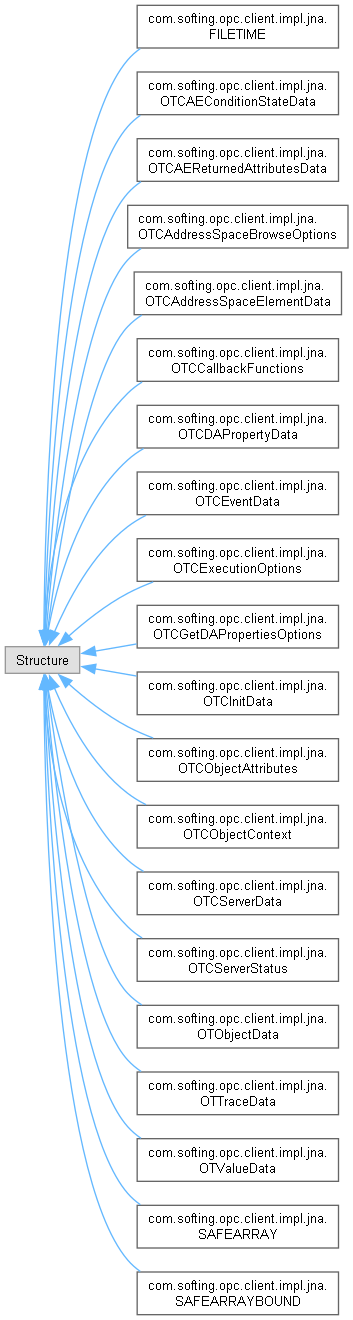 com.softing.opc.client.impl.jna.
FILETIME
com.softing.opc.client.impl.jna.
OTCAEConditionStateData
com.softing.opc.client.impl.jna.
OTCAEReturnedAttributesData
com.softing.opc.client.impl.jna.
OTCAddressSpaceBrowseOptions
com.softing.opc.client.impl.jna.
OTCAddressSpaceElementData
com.softing.opc.client.impl.jna.
OTCCallbackFunctions
com.softing.opc.client.impl.jna.
OTCDAPropertyData
com.softing.opc.client.impl.jna.
OTCEventData
com.softing.opc.client.impl.jna.
OTCExecutionOptions
com.softing.opc.client.impl.jna.
OTCGetDAPropertiesOptions
Structure
com.softing.opc.client.impl.jna.
OTCInitData
com.softing.opc.client.impl.jna.
OTCObjectAttributes
com.softing.opc.client.impl.jna.
OTCObjectContext
com.softing.opc.client.impl.jna.
OTCServerData
com.softing.opc.client.impl.jna.
OTCServerStatus
com.softing.opc.client.impl.jna.
OTObjectData
com.softing.opc.client.impl.jna.
OTTraceData
com.softing.opc.client.impl.jna.
OTValueData
com.softing.opc.client.impl.jna.
SAFEARRAY
com.softing.opc.client.impl.jna.
SAFEARRAYBOUND